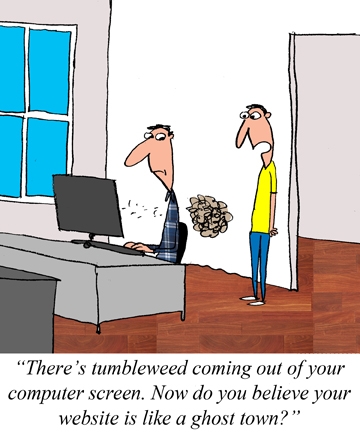 “There’s tumbleweed coming out of your
computer screen. Now do you believe your
website is like a ghost town?”